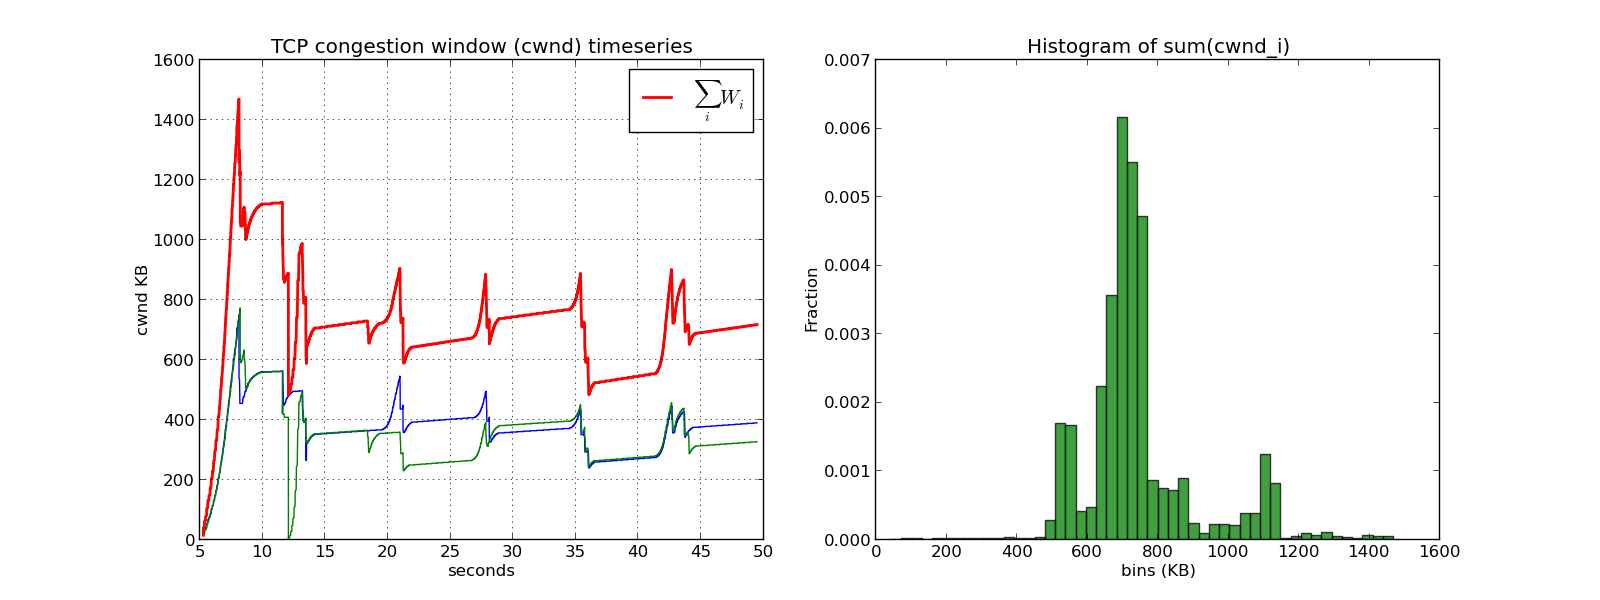 TCP congestion window (cwnd) timeseries
1600
1400
1200
1000
800
600
400
200
0
cwnd KB
∑_i W_i
5 10 15 20 25 30 35 40 45 50
seconds
Histogram of sum(cwnd_i)
0.007
0.006
0.005
0.004
0.003
0.002
0.001
0.000
Fraction
0 200 400 600 800 1000 1200 1400 1600
bins (KB)